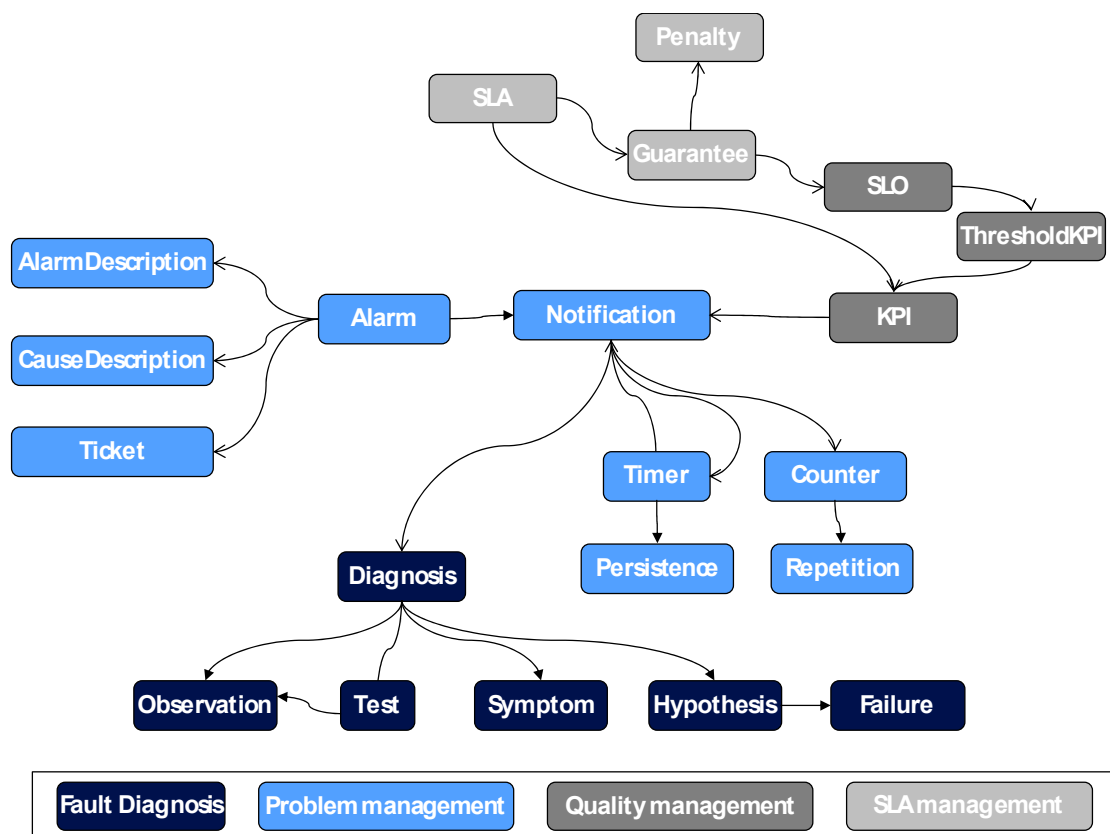 Penalty
SLA
Guarantee
SLO
ThresholdKPI
AlarmDescription
Alarm
Notification
KPI
CauseDescription
Ticket
Timer
Counter
Diagnosis
Persistence
Repetition
Observation
Test
Symptom
Hypothesis
Failure
Fault Diagnosis
Problem management
Quality management
SLA management